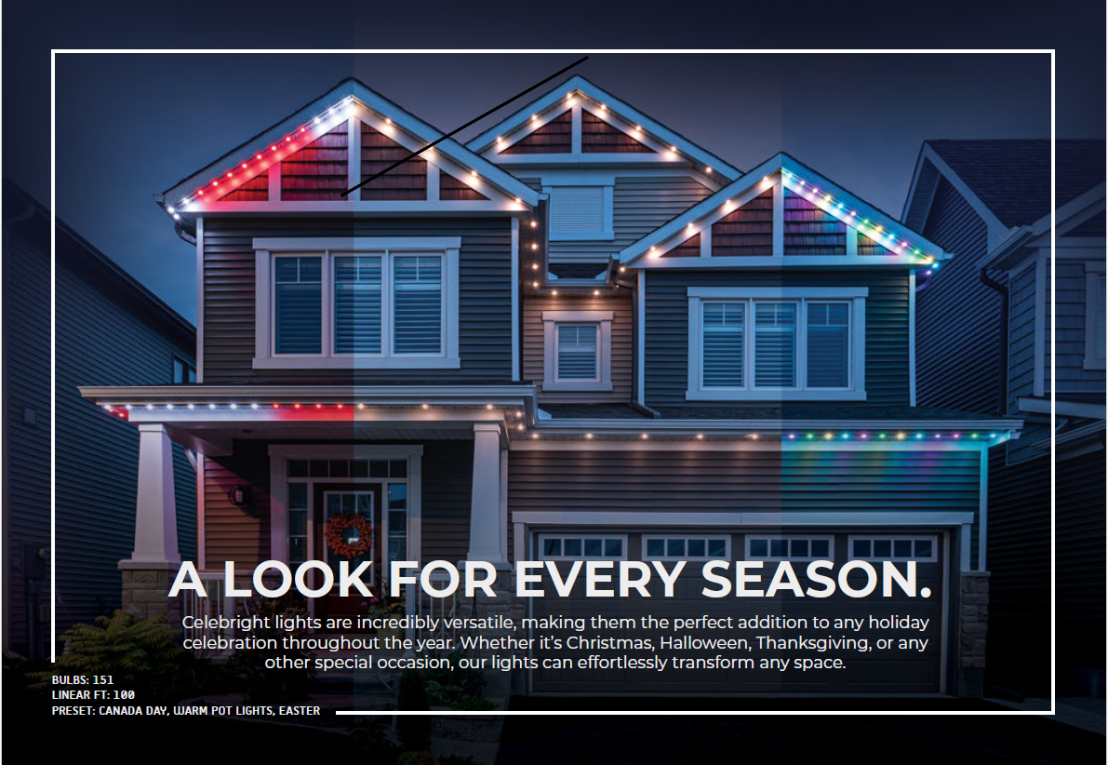 A LOOK FOR EVERY SEASON.
Celebright lights are incredibly versatile, making them the perfect addition to any holiday
celebration throughout the year. Whether it's Christmas, Halloween, Thanksgiving, or any
other special occasion, our lights can effortlessly transform any space.
BULBS: 151
LINEAR FT: 100
PRESET: CANADA DAY, WARM POT LIGHTS, EASTER